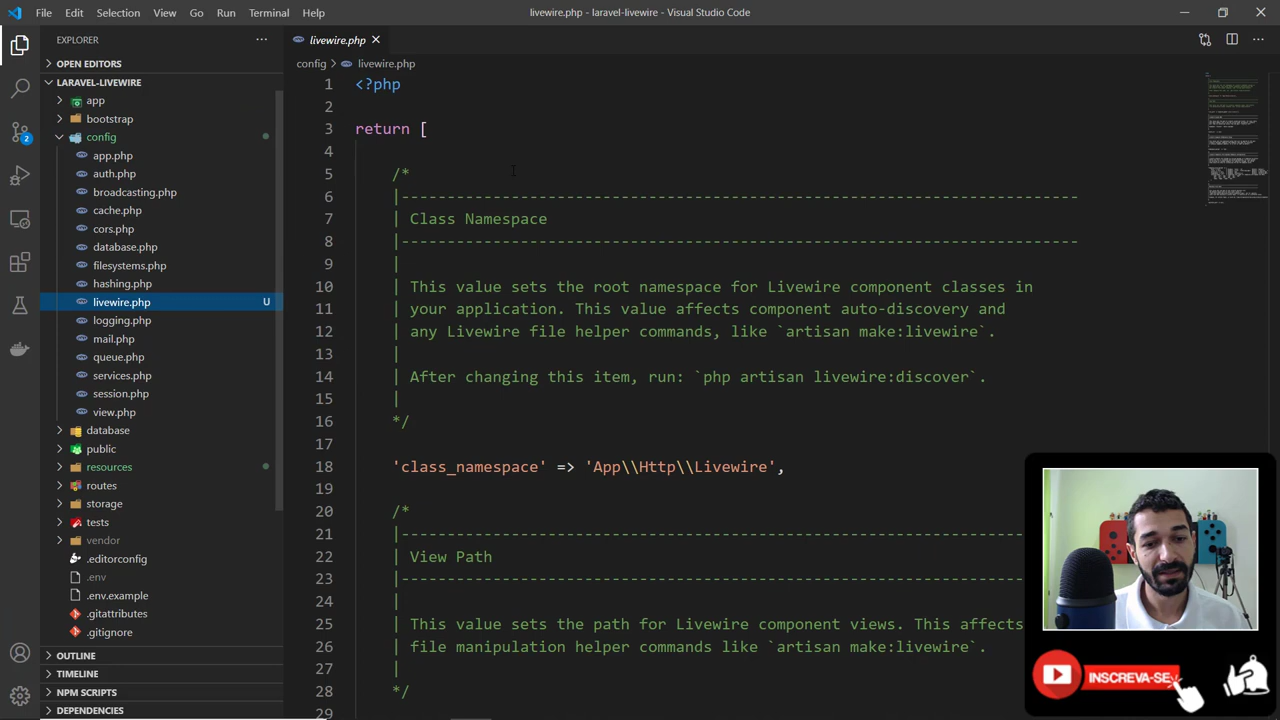 File Edit Selection View Go Run Terminal Help
livewire.php - laravel-livewire - Visual Studio Code
EXPLORER
OPEN EDITORS
LARAVEL-LIVEWIRE
app
bootstrap
config
app.php
auth.php
broadcasting.php
cache.php
cors.php
database.php
filesystems.php
hashing.php
livewire.php U
logging.php
mail.php
queue.php
services.php
session.php
view.php
database
public
resources
routes
storage
tests
vendor
.editorconfig
.env
.env.example
.gitattributes
.gitignore
OUTLINE
TIMELINE
NPM SCRIPTS
DEPENDENCIES
2
livewire.php
config > livewire.php
1 <?php
2
3 return [
4
5 /*
6 |--------------------------------------------------------------------------
7 | Class Namespace
8 |--------------------------------------------------------------------------
9 |
10 | This value sets the root namespace for Livewire component classes in
11 | your application. This value affects component auto-discovery and
12 | any Livewire file helper commands, like `artisan make:livewire`.
13 |
14 | After changing this item, run: `php artisan livewire:discover`.
15 |
16 */
17
18 'class_namespace' => 'App\\Http\\Livewire',
19
20 /*
21 |--------------------------------------------------------------------
22 | View Path
23 |--------------------------------------------------------------------
24 |
25 | This value sets the path for Livewire component views. This affects
26 | file manipulation helper commands like `artisan make:livewire`.
27 |
28 */
29
INSCREVA-SE